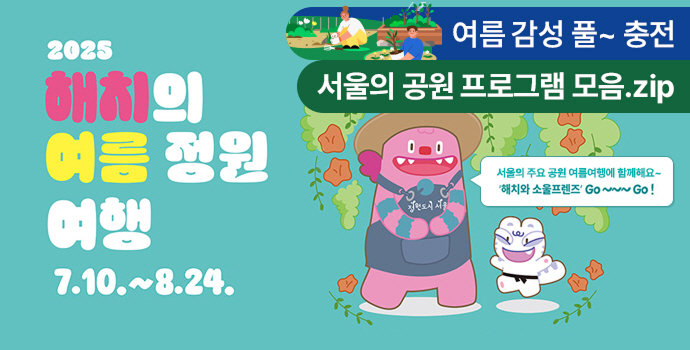 여름 감성 풀~ 충전
서울의 공원 프로그램 모음.zip
2025
해치의
여름 정원
여행
7.10.~8.24.
서울의 주요 공원 여름여행에 함께해요~
'해치와 소울프렌즈' Go ~~~ Go !
정원도시 서울